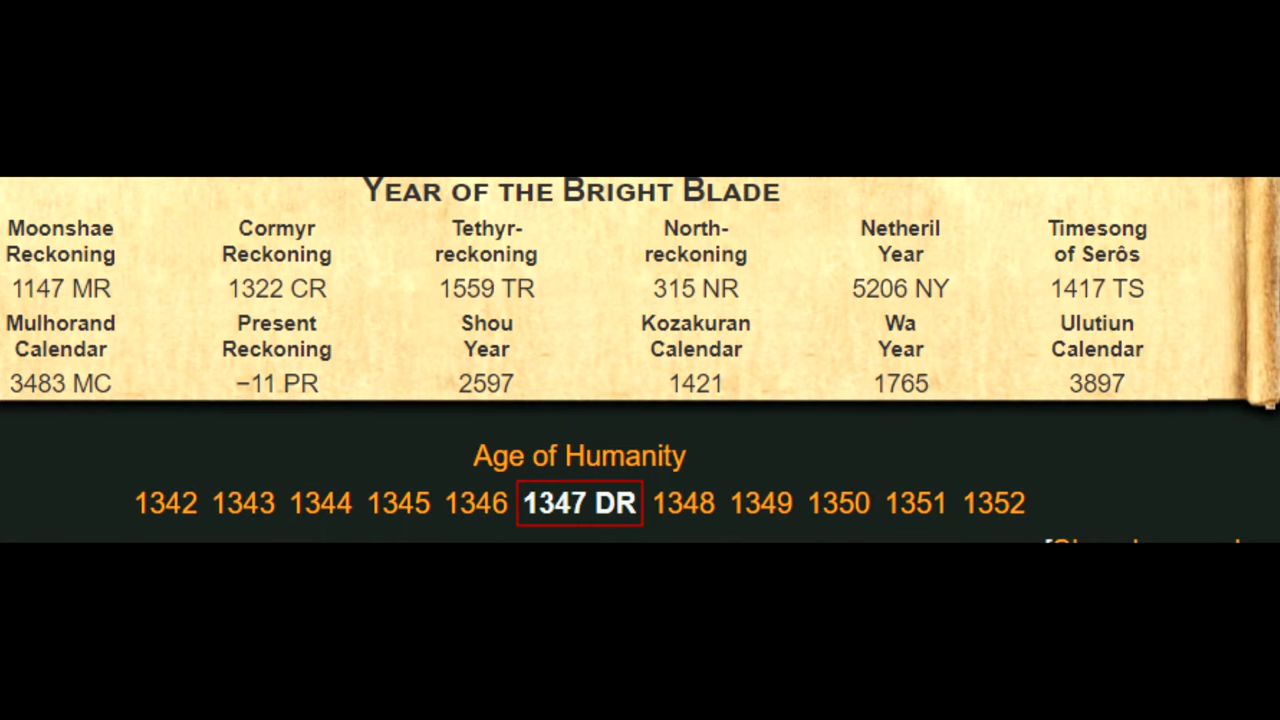 YEAR OF THE BRIGHT BLADE
Moonshae Cormyr Tethyr- North- Netheril Timesong
Reckoning Reckoning reckoning reckoning Year of Serôs
1147 MR 1322 CR 1559 TR 315 NR 5206 NY 1417 TS
Mulhorand Present Shou Kozakuran Wa Ulutiun
Calendar Reckoning Year Calendar Year Calendar
3483 MC −11 PR 2597 1421 1765 3897
Age of Humanity
1342 1343 1344 1345 1346 1347 DR 1348 1349 1350 1351 1352